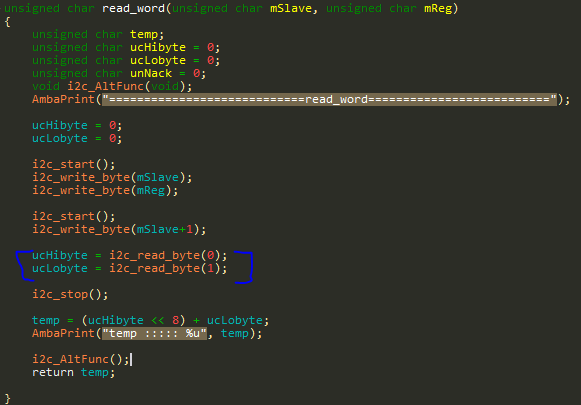 unsigned char read_word(unsigned char mSlave, unsigned char mReg)
{
    unsigned char temp;
    unsigned char ucHibyte = 0;
    unsigned char ucLobyte = 0;
    unsigned char unNack = 0;
    void i2c_AltFunc(void);
    AmbaPrint("============================read_word==========================");

    ucHibyte = 0;
    ucLobyte = 0;

    i2c_start();
    i2c_write_byte(mSlave);
    i2c_write_byte(mReg);

    i2c_start();
    i2c_write_byte(mSlave+1);

    ucHibyte = i2c_read_byte(0);
    ucLobyte = i2c_read_byte(1);

    i2c_stop();

    temp = (ucHibyte << 8) + ucLobyte;
    AmbaPrint("temp ::::: %u", temp);

    i2c_AltFunc();
    return temp;

}